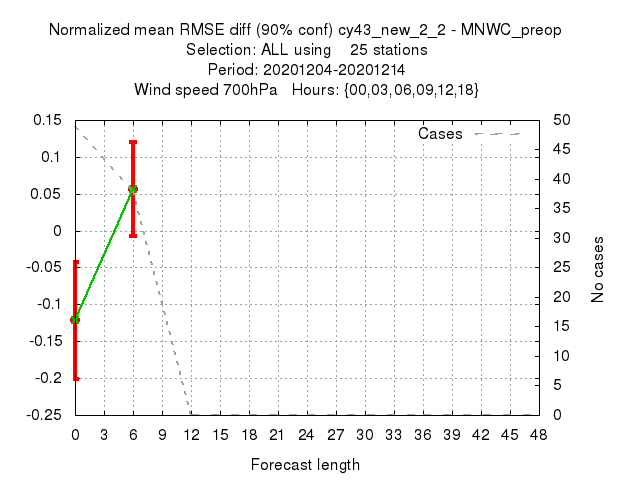 Normalized mean RMSE diff (90% conf) cy43_new_2_2 - MNWC_preop
Selection: ALL using 25 stations
Period: 20201204-20201214
Wind speed 700hPa Hours: {00,03,06,09,12,18}
0.15
0.1
0.05
0
-0.05
-0.1
-0.15
-0.2
-0.25
Cases
50
45
40
35
30
25
20
15
10
5
0
No cases
0 3 6 9 12 15 18 21 24 27 30 33 36 39 42 45 48
Forecast length